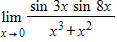 lim x→0 sin 3x sin 8x / x³+x²